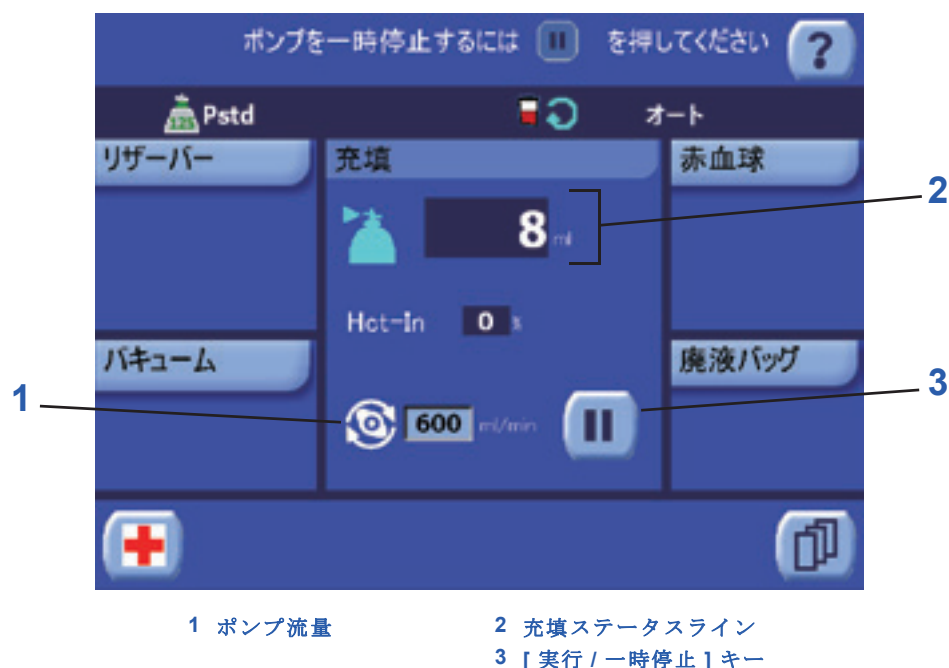 ポンプを一時停止するには を押してください ?
125 Pstd オート
リザーバー 充填 赤血球
8 ml
2
Hct-In 0 %
バキューム 廃液バッグ
1 600 ml/min 3
1 ポンプ流量 2 充填ステータスライン
3 [ 実行 / 一時停止 ] キー